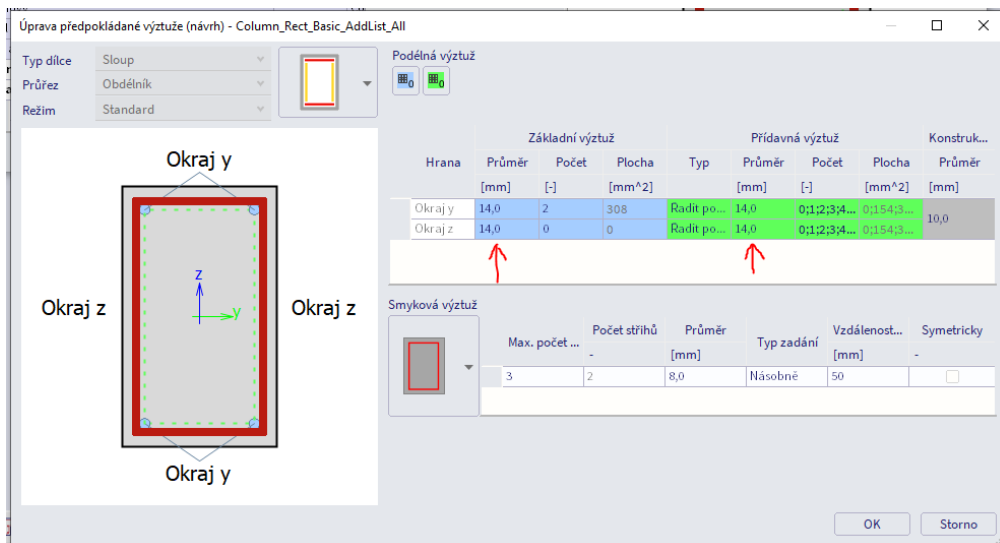 Úprava předpokládané výztuže (návrh) - Column_Rect_Basic_AddList_All
Typ dílce Sloup
Průřez Obdélník
Režim Standard
Podélná výztuž
Základní výztuž Přídavná výztuž Konstruk...
Hrana Průměr Počet Plocha Typ Průměr Počet Plocha Průměr
[mm] [-] [mm^2] [mm] [-] [mm^2] [mm]
Okraj y 14,0 2 308 Radit po... 14,0 0;1;2;3;4... 0;154;3... 10,0
Okraj z 14,0 0 0 Radit po... 14,0 0;1;2;3;4... 0;154;3...
Okraj y
z
y
Okraj z Okraj z
Okraj y
Smyková výztuž
Max. počet ... Počet střihů Průměr Typ zadání Vzdálenost... Symetricky
- [mm] [mm] -
3 2 8,0 Násobně 50
OK Storno